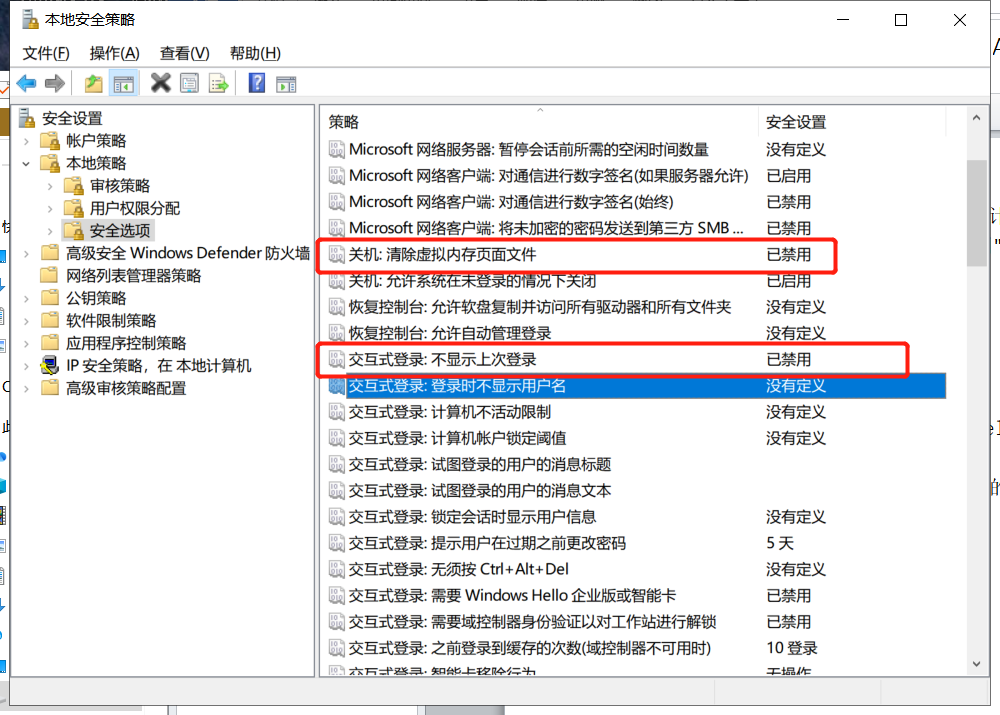 本地安全策略
文件(F) 操作(A) 查看(V) 帮助(H)
安全设置
帐户策略
本地策略
审核策略
用户权限分配
安全选项
高级安全 Windows Defender 防火墙
网络列表管理器策略
公钥策略
软件限制策略
应用程序控制策略
IP 安全策略，在 本地计算机
高级审核策略配置
策略 安全设置
Microsoft 网络服务器: 暂停会话前所需的空闲时间数量 没有定义
Microsoft 网络客户端: 对通信进行数字签名(如果服务器允许) 已启用
Microsoft 网络客户端: 对通信进行数字签名(始终) 已禁用
Microsoft 网络客户端: 将未加密的密码发送到第三方 SMB ... 已禁用
关机: 清除虚拟内存页面文件 已禁用
关机: 允许系统在未登录的情况下关闭 已启用
恢复控制台: 允许软盘复制并访问所有驱动器和所有文件夹 没有定义
恢复控制台: 允许自动管理登录 没有定义
交互式登录: 不显示上次登录 已禁用
交互式登录: 登录时不显示用户名 没有定义
交互式登录: 计算机不活动限制 没有定义
交互式登录: 计算机帐户锁定阈值 没有定义
交互式登录: 试图登录的用户的消息标题
交互式登录: 试图登录的用户的消息文本
交互式登录: 锁定会话时显示用户信息 没有定义
交互式登录: 提示用户在过期之前更改密码 5 天
交互式登录: 无须按 Ctrl+Alt+Del 没有定义
交互式登录: 需要 Windows Hello 企业版或智能卡 已禁用
交互式登录: 需要域控制器身份验证以对工作站进行解锁 已禁用
交互式登录: 之前登录到缓存的次数(域控制器不可用时) 10 登录
交互式登录: 智能卡移除行为 无操作